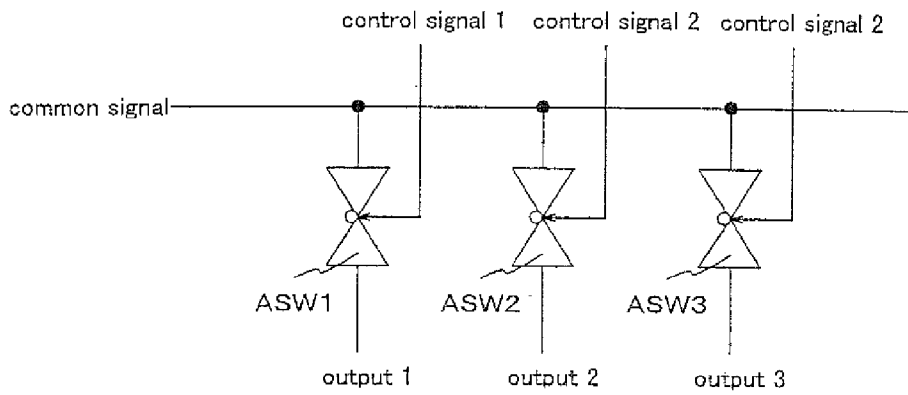 control signal 1 control signal 2 control signal 2
common signal
ASW1 ASW2 ASW3
output 1 output 2 output 3